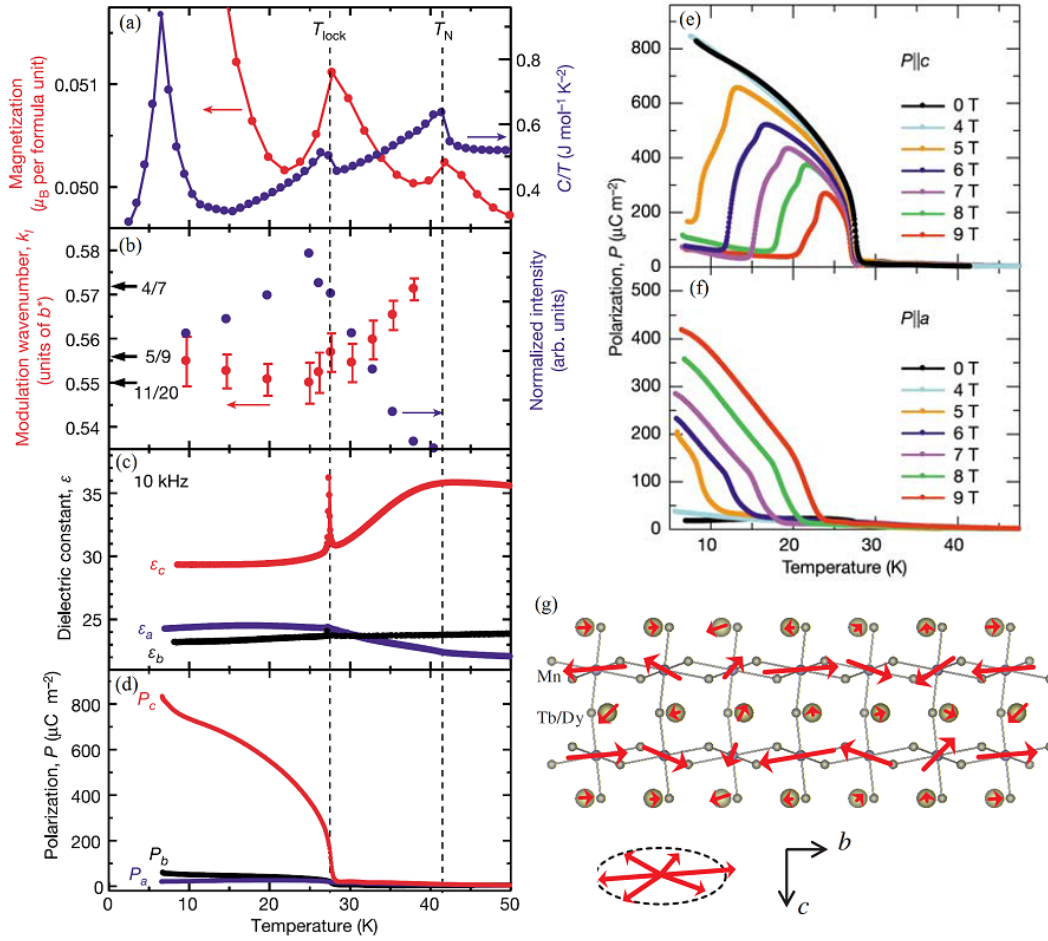 (a)
T_lock
T_N
Magnetization
(μ_B per formula unit)
0.051
0.050
0.8
0.6
0.4
C/T (J mol⁻¹ K⁻²)
(b)
Modulation wavenumber, k_l
(units of b*)
0.58
0.57
0.56
0.55
0.54
4/7
5/9
11/20
Normalized intensity
(arb. units)
(c)
10 kHz
Dielectric constant, ε
35
30
25
ε_c
ε_a
ε_b
(d)
Polarization, P (μC m⁻²)
800
600
400
200
0
P_c
P_b
P_a
0 10 20 30 40 50
Temperature (K)
(e)
P||c
800
600
400
200
0
0 T
4 T
5 T
6 T
7 T
8 T
9 T
Polarization, P (μC m⁻²)
(f)
P||a
500
400
300
200
100
0
0 T
4 T
5 T
6 T
7 T
8 T
9 T
10 20 30 40
Temperature (K)
(g)
Mn
Tb/Dy
b
c